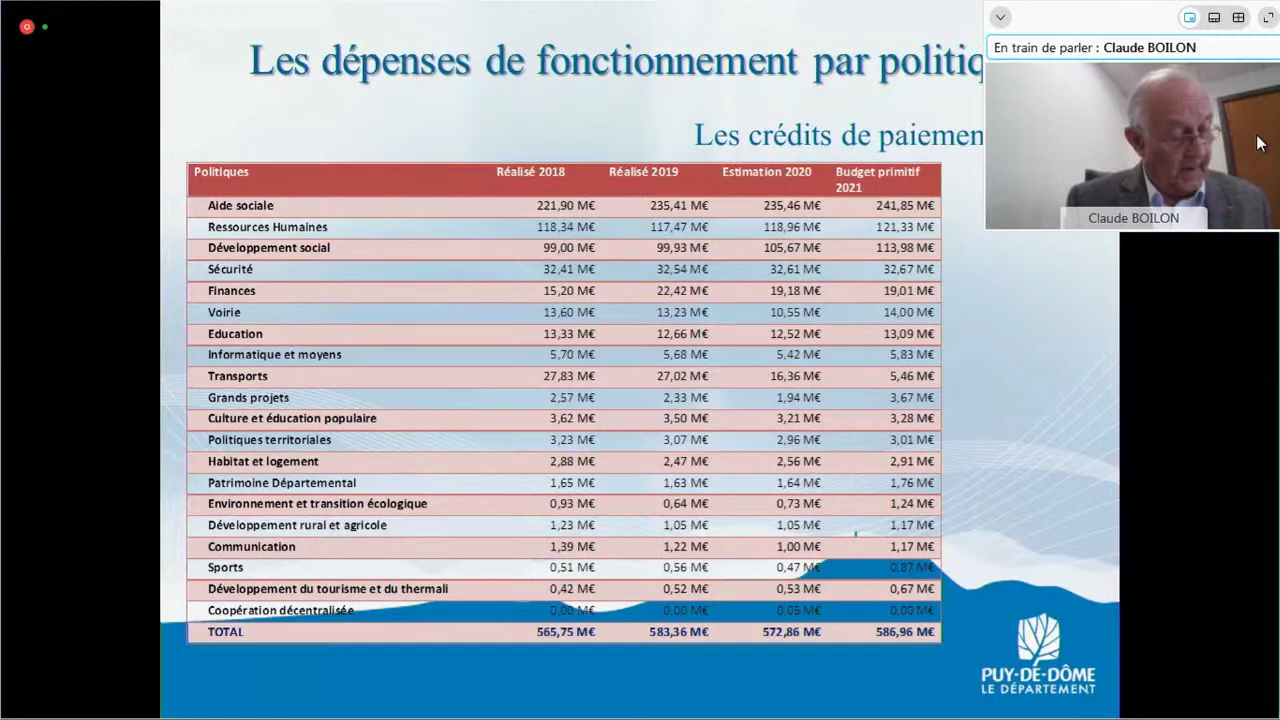 Les dépenses de fonctionnement par politiq
En train de parler : Claude BOILON
Les crédits de paiemen
Claude BOILON
Politiques Réalisé 2018 Réalisé 2019 Estimation 2020 Budget primitif
2021
Aide sociale 221,90 M€ 235,41 M€ 235,46 M€ 241,85 M€
Ressources Humaines 118,34 M€ 117,47 M€ 118,96 M€ 121,33 M€
Développement social 99,00 M€ 99,93 M€ 105,67 M€ 113,98 M€
Sécurité 32,41 M€ 32,54 M€ 32,61 M€ 32,67 M€
Finances 15,20 M€ 22,42 M€ 19,18 M€ 19,01 M€
Voirie 13,60 M€ 13,23 M€ 10,55 M€ 14,00 M€
Education 13,33 M€ 12,66 M€ 12,52 M€ 13,09 M€
Informatique et moyens 5,70 M€ 5,68 M€ 5,42 M€ 5,83 M€
Transports 27,83 M€ 27,02 M€ 16,36 M€ 5,46 M€
Grands projets 2,57 M€ 2,33 M€ 1,94 M€ 3,67 M€
Culture et éducation populaire 3,62 M€ 3,50 M€ 3,21 M€ 3,28 M€
Politiques territoriales 3,23 M€ 3,07 M€ 2,96 M€ 3,01 M€
Habitat et logement 2,88 M€ 2,47 M€ 2,56 M€ 2,91 M€
Patrimoine Départemental 1,65 M€ 1,63 M€ 1,64 M€ 1,76 M€
Environnement et transition écologique 0,93 M€ 0,64 M€ 0,73 M€ 1,24 M€
Développement rural et agricole 1,23 M€ 1,05 M€ 1,05 M€ 1,17 M€
Communication 1,39 M€ 1,22 M€ 1,00 M€ 1,17 M€
Sports 0,51 M€ 0,56 M€ 0,47 M€ 0,87 M€
Développement du tourisme et du thermali 0,42 M€ 0,52 M€ 0,53 M€ 0,67 M€
Coopération décentralisée 0,00 M€ 0,00 M€ 0,05 M€ 0,00 M€
TOTAL 565,75 M€ 583,36 M€ 572,86 M€ 586,96 M€
PUY-DE-DÔME
LE DÉPARTEMENT